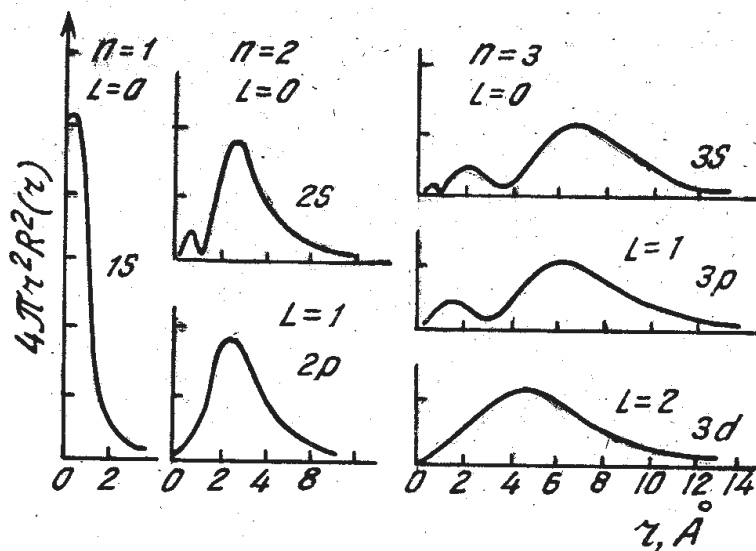 4πr²R²(r)
n=1
L=0
1S
0 2
n=2
L=0
2S
L=1
2p
0 2 4 8
n=3
L=0
3S
L=1
3p
L=2
3d
0 2 4 6 8 10 12 14
r, Å